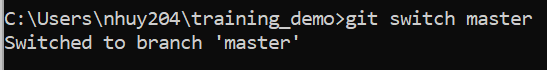 C:\Users\nhuy204\training_demo>git switch master
Switched to branch 'master'